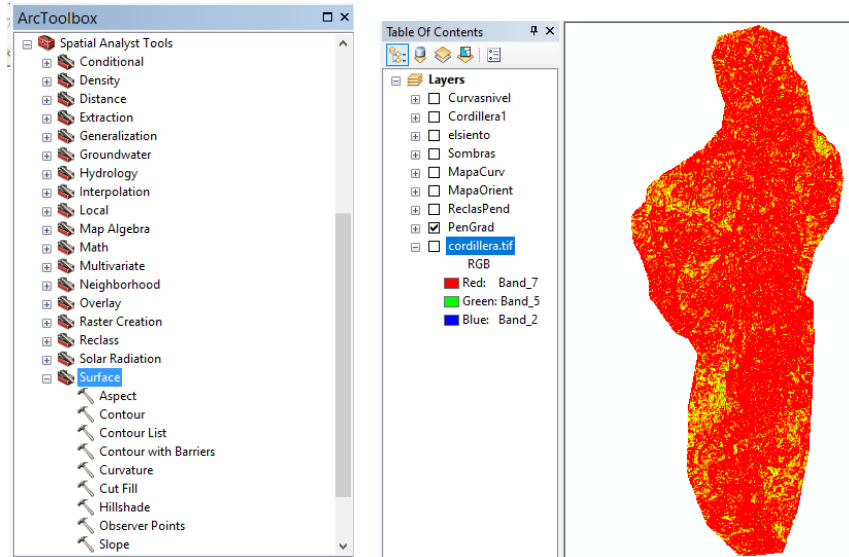 ArcToolbox
Spatial Analyst Tools
Conditional
Density
Distance
Extraction
Generalization
Groundwater
Hydrology
Interpolation
Local
Map Algebra
Math
Multivariate
Neighborhood
Overlay
Raster Creation
Reclass
Solar Radiation
Surface
Aspect
Contour
Contour List
Contour with Barriers
Curvature
Cut Fill
Hillshade
Observer Points
Slope
Table Of Contents
Layers
Curvasnivel
Cordillera1
elsiento
Sombras
MapaCurv
MapaOrient
ReclasPend
PenGrad
cordillera.tif
RGB
Red: Band_7
Green: Band_5
Blue: Band_2